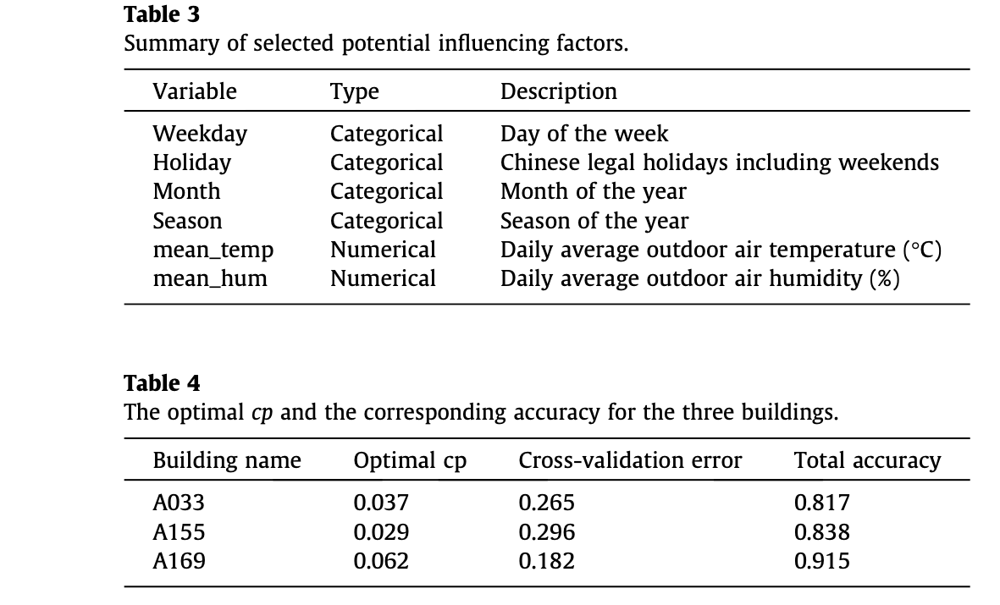 Table 3
Summary of selected potential influencing factors.
Variable Type Description
Weekday Categorical Day of the week
Holiday Categorical Chinese legal holidays including weekends
Month Categorical Month of the year
Season Categorical Season of the year
mean_temp Numerical Daily average outdoor air temperature (°C)
mean_hum Numerical Daily average outdoor air humidity (%)
Table 4
The optimal cp and the corresponding accuracy for the three buildings.
Building name Optimal cp Cross-validation error Total accuracy
A033 0.037 0.265 0.817
A155 0.029 0.296 0.838
A169 0.062 0.182 0.915